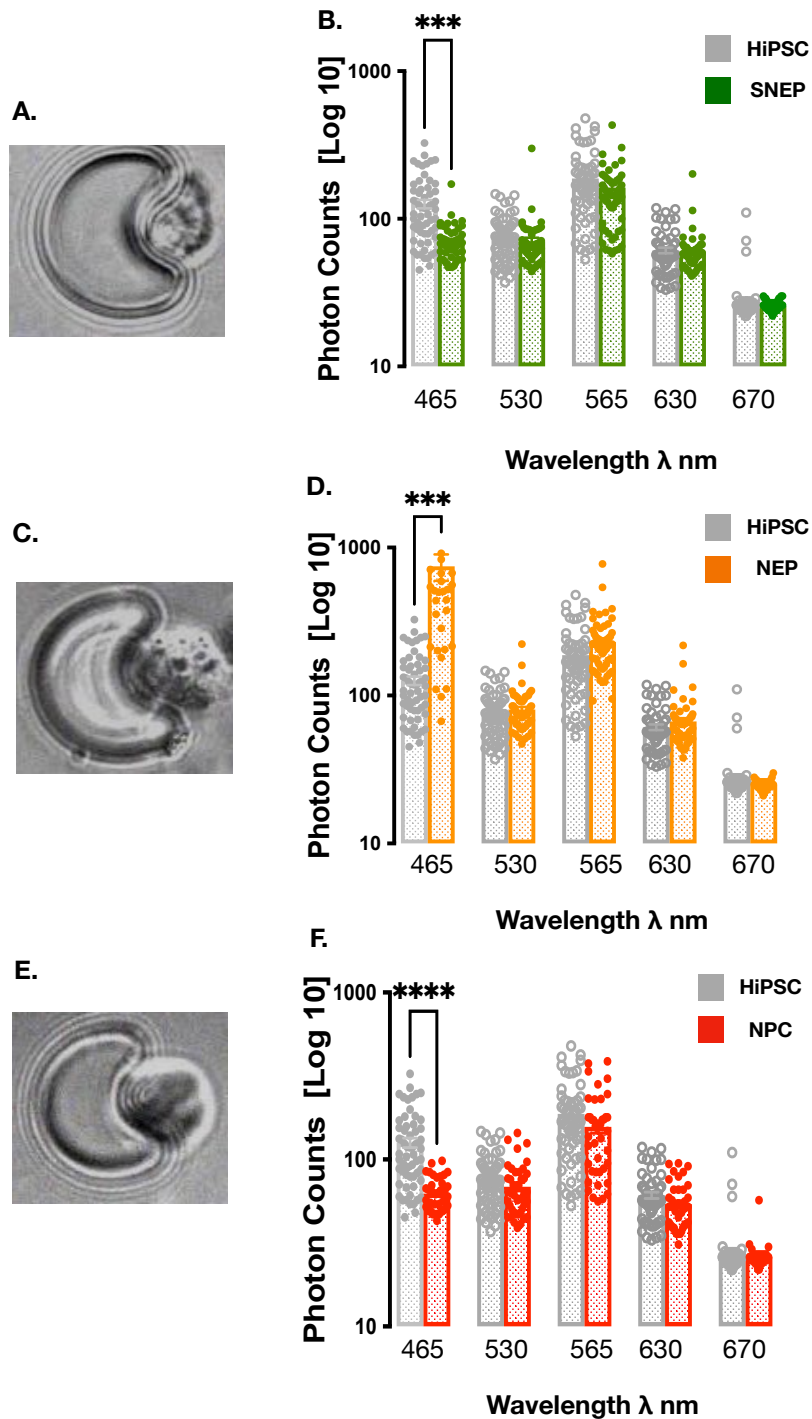 A.
B.
***
HiPSC
SNEP
Photon Counts [Log 10]
1000
100
10
465 530 565 630 670
Wavelength λ nm
C.
D.
***
HiPSC
NEP
Photon Counts [Log 10]
1000
100
10
465 530 565 630 670
Wavelength λ nm
E.
F.
****
HiPSC
NPC
Photon Counts [Log 10]
1000
100
10
465 530 565 630 670
Wavelength λ nm